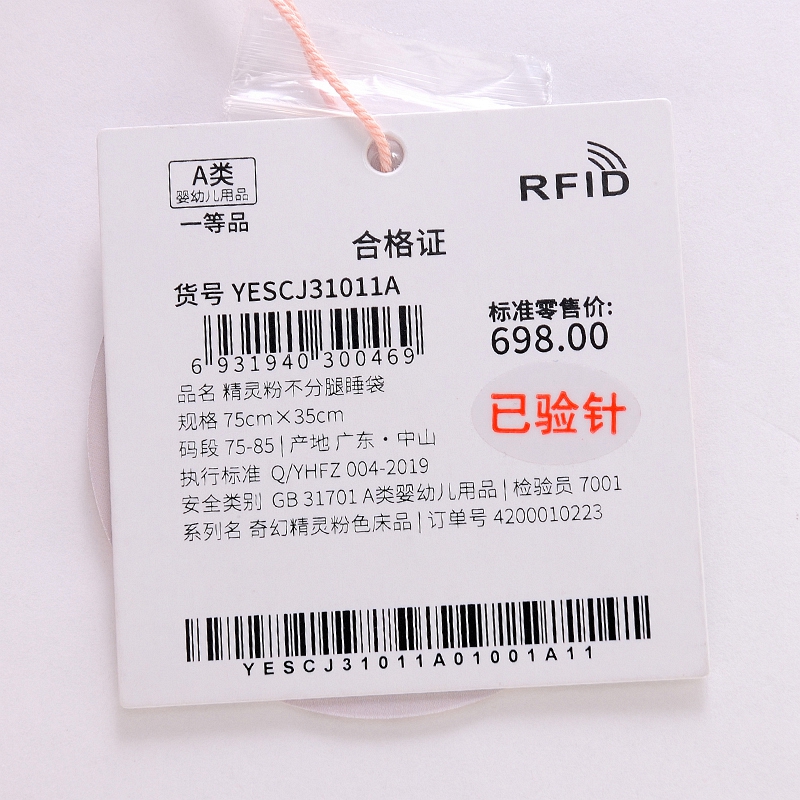 A类
婴幼儿用品
一等品
RFID
合格证
货号 YESCJ31011A
6 931940 300469
标准零售价:
698.00
已验针
品名 精灵粉不分腿睡袋
规格 75cm×35cm
码段 75-85 | 产地 广东·中山
执行标准 Q/YHFZ 004-2019
安全类别 GB 31701 A类婴幼儿用品 | 检验员 7001
系列名 奇幻精灵粉色床品 | 订单号 4200010223
YESCJ31011A01001A11